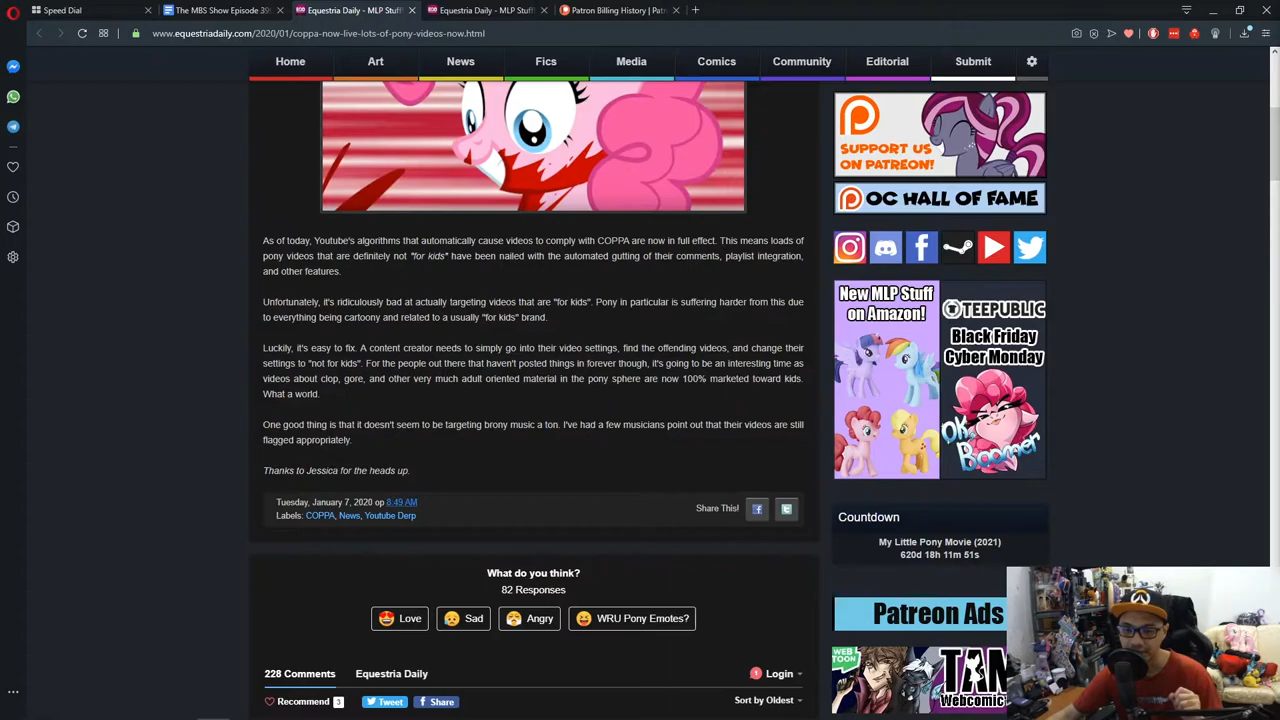 Speed Dial
The MBS Show Episode 39
Equestria Daily - MLP Stuff
Equestria Daily - MLP Stuff
Patron Billing History | Pat
www.equestriadaily.com/2020/01/coppa-now-live-lots-of-pony-videos-now.html
Home
Art
News
Fics
Media
Comics
Community
Editorial
Submit
As of today, Youtube's algorithms that automatically cause videos to comply with COPPA are now in full effect. This means loads of
pony videos that are definitely not "for kids" have been nailed with the automated gutting of their comments, playlist integration,
and other features.
Unfortunately, it's ridiculously bad at actually targeting videos that are "for kids". Pony in particular is suffering harder from this due
to everything being cartoony and related to a usually "for kids" brand.
Luckily, it's easy to fix. A content creator needs to simply go into their video settings, find the offending videos, and change their
settings to "not for kids". For the people out there that haven't posted things in forever though, it's going to be an interesting time as
videos about clop, gore, and other very much adult oriented material in the pony sphere are now 100% marketed toward kids.
What a world.
One good thing is that it doesn't seem to be targeting brony music a ton. I've had a few musicians point out that their videos are still
flagged appropriately.
Thanks to Jessica for the heads up.
Tuesday, January 7, 2020 op 8:49 AM
Labels: COPPA, News, Youtube Derp
Share This!
What do you think?
82 Responses
Love
Sad
Angry
WRU Pony Emotes?
228 Comments
Equestria Daily
1
Login
Recommend 3
Tweet
Share
Sort by Oldest
SUPPORT US
ON PATREON!
OC HALL OF FAME
New MLP Stuff
on Amazon!
TEEPUBLIC
Black Friday
Cyber Monday
OK,
BOOMER
Countdown
My Little Pony Movie (2021)
620d 18h 11m 51s
Patreon Ads
WEB
TOON
TAN
Webcomic